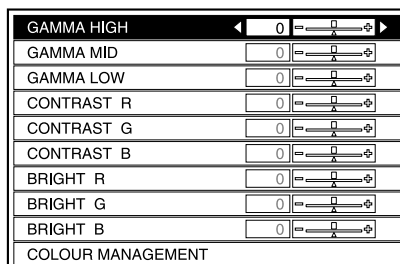 GAMMA HIGH 0
GAMMA MID 0
GAMMA LOW 0
CONTRAST R 0
CONTRAST G 0
CONTRAST B 0
BRIGHT R 0
BRIGHT G 0
BRIGHT B 0
COLOUR MANAGEMENT